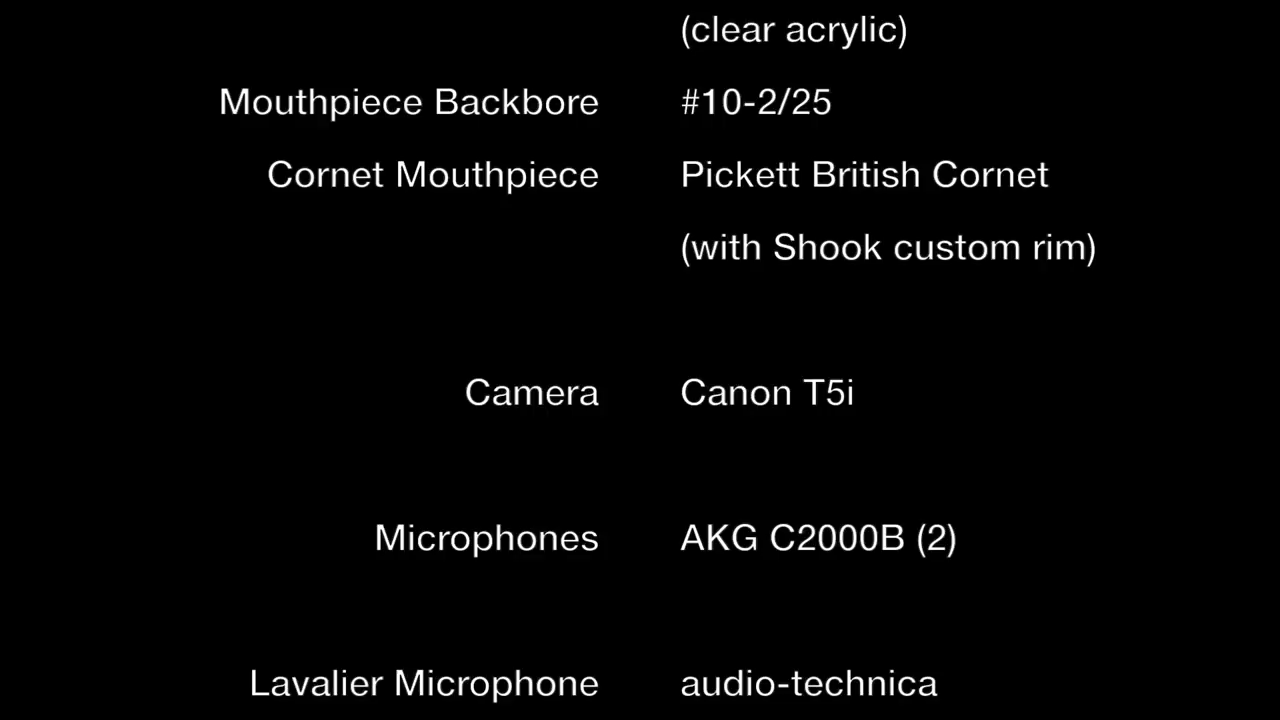 (clear acrylic)
Mouthpiece Backbore #10-2/25
Cornet Mouthpiece Pickett British Cornet
(with Shook custom rim)
Camera Canon T5i
Microphones AKG C2000B (2)
Lavalier Microphone audio-technica